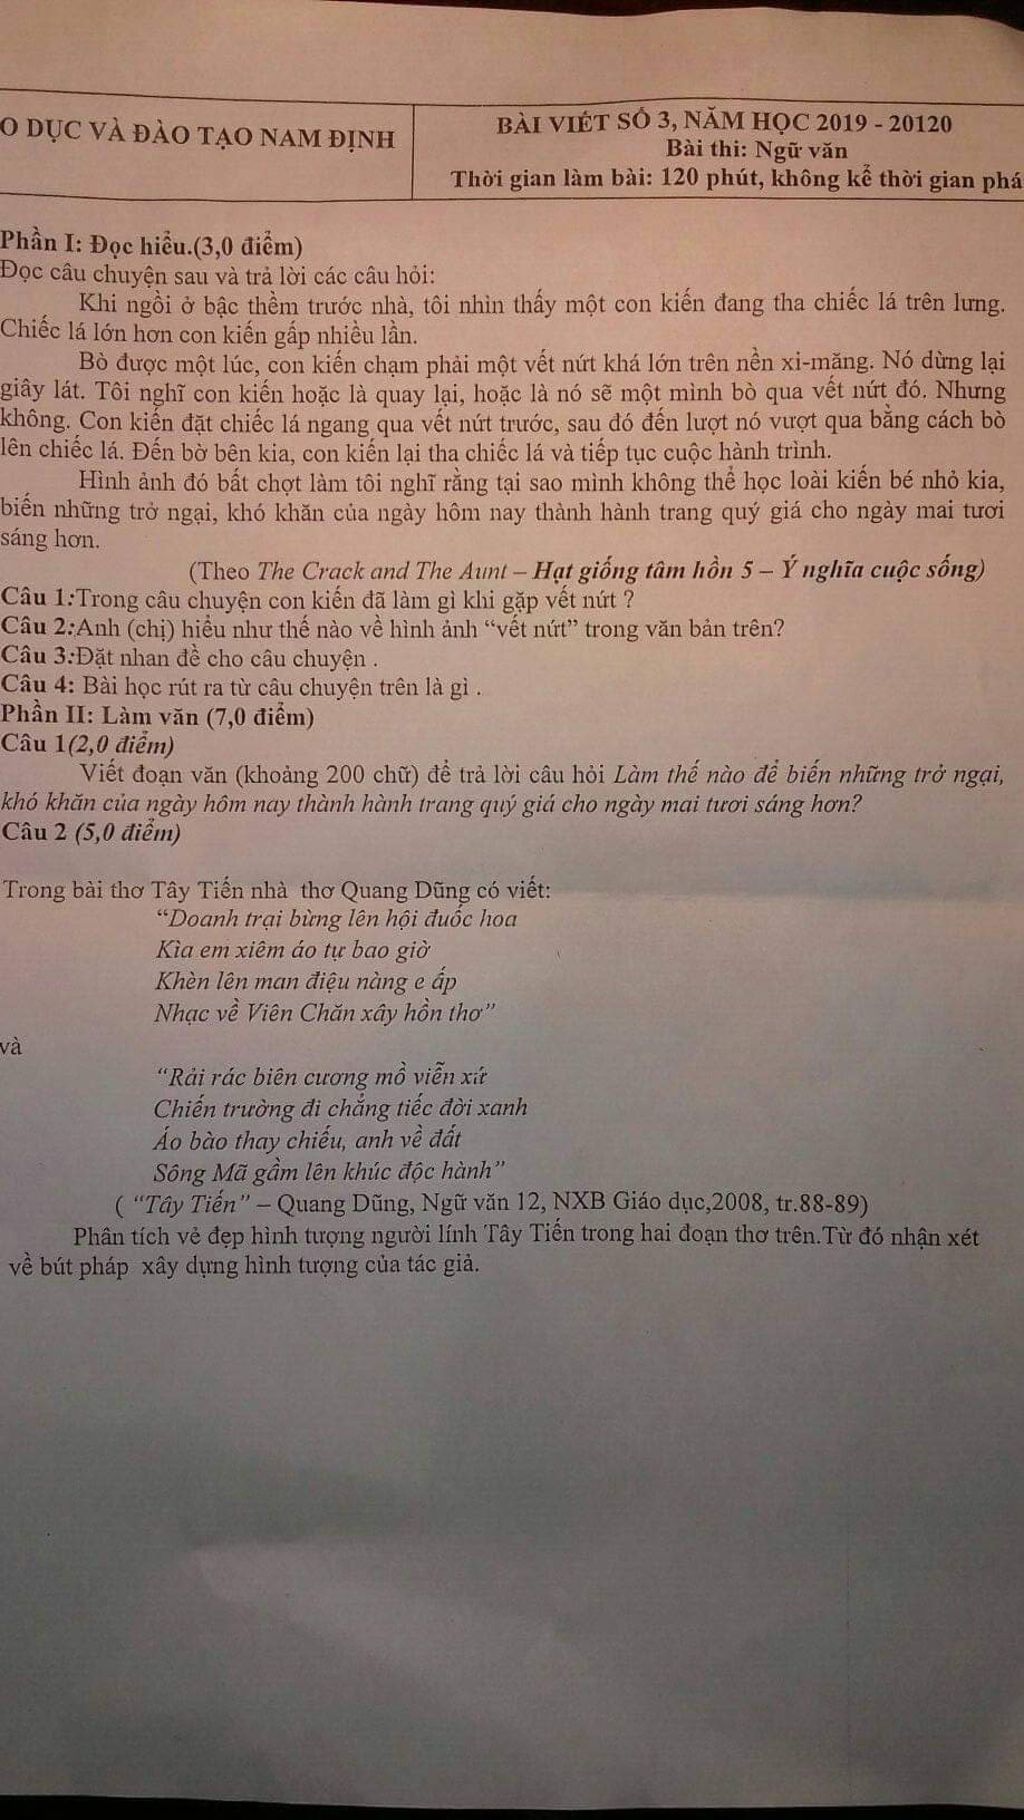 O DỤC VÀ ĐÀO TẠO NAM ĐỊNH
BÀI VIẾT SỐ 3, NĂM HỌC 2019 - 20120
Bài thi: Ngữ văn
Thời gian làm bài: 120 phút, không kể thời gian phá
Phần I: Đọc hiểu.(3,0 điểm)
Đọc câu chuyện sau và trả lời các câu hỏi:
Khi ngồi ở bậc thềm trước nhà, tôi nhìn thấy một con kiến đang tha chiếc lá trên lưng.
Chiếc lá lớn hơn con kiến gấp nhiều lần.
Bò được một lúc, con kiến chạm phải một vết nứt khá lớn trên nền xi-măng. Nó dừng lại
giây lát. Tôi nghĩ con kiến hoặc là quay lại, hoặc là nó sẽ một mình bò qua vết nứt đó. Nhưng
không. Con kiến đặt chiếc lá ngang qua vết nứt trước, sau đó đến lượt nó vượt qua bằng cách bò
lên chiếc lá. Đến bờ bên kia, con kiến lại tha chiếc lá và tiếp tục cuộc hành trình.
Hình ảnh đó bất chợt làm tôi nghĩ rằng tại sao mình không thể học loài kiến bé nhỏ kia,
biến những trở ngại, khó khăn của ngày hôm nay thành hành trang quý giá cho ngày mai tươi
sáng hơn.
(Theo The Crack and The Aunt – Hạt giống tâm hồn 5 – Ý nghĩa cuộc sống)
Câu 1:Trong câu chuyện con kiến đã làm gì khi gặp vết nứt ?
Câu 2:Anh (chị) hiểu như thế nào về hình ảnh “vết nứt” trong văn bản trên?
Câu 3:Đặt nhan đề cho câu chuyện .
Câu 4: Bài học rút ra từ câu chuyện trên là gì .
Phần II: Làm văn (7,0 điểm)
Câu 1(2,0 điểm)
Viết đoạn văn (khoảng 200 chữ) để trả lời câu hỏi Làm thế nào để biến những trở ngại,
khó khăn của ngày hôm nay thành hành trang quý giá cho ngày mai tươi sáng hơn?
Câu 2 (5,0 điểm)
Trong bài thơ Tây Tiến nhà thơ Quang Dũng có viết:
“Doanh trại bừng lên hội đuốc hoa
Kìa em xiêm áo tự bao giờ
Khèn lên man điệu nàng e ấp
Nhạc về Viên Chăn xây hồn thơ”
và
“Rải rác biên cương mồ viễn xứ
Chiến trường đi chẳng tiếc đời xanh
Áo bào thay chiếu, anh về đất
Sông Mã gầm lên khúc độc hành”
( “Tây Tiến” – Quang Dũng, Ngữ văn 12, NXB Giáo dục,2008, tr.88-89)
Phân tích vẻ đẹp hình tượng người lính Tây Tiến trong hai đoạn thơ trên.Từ đó nhận xét
về bút pháp xây dựng hình tượng của tác giả.